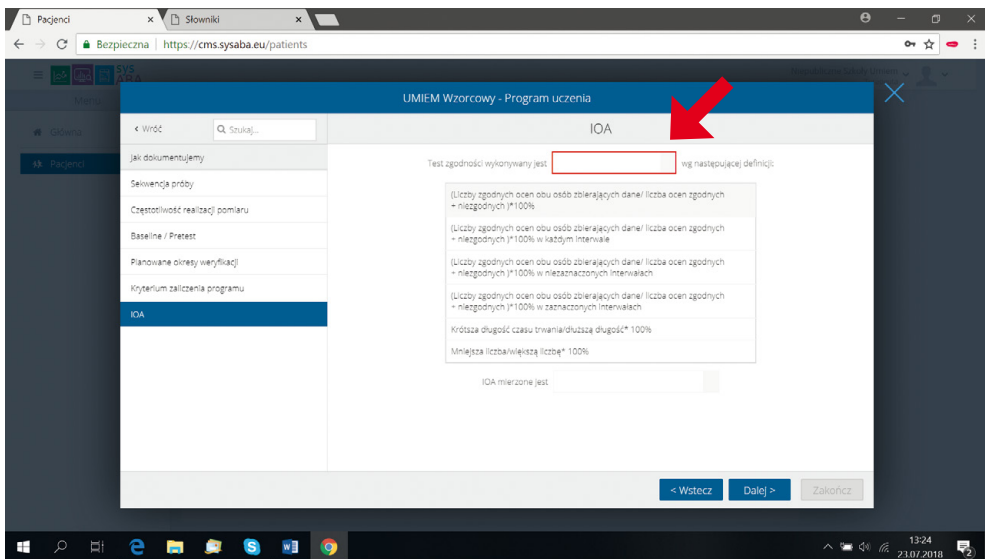 Pacjenci
Słowniki
Bezpieczna | https://cms.sysaba.eu/patients
SYS
ABA
Menu
UMIEM Wzorcowy - Program uczenia
Główna
Pacjenci
< Wróć
Szukaj...
Jak dokumentujemy
Sekwencja próby
Częstotliwość realizacji pomiaru
Baseline / Pretest
Planowane okresy weryfikacji
Kryterium zaliczenia programu
IOA
IOA
Test zgodności wykonywany jest
wg następującej definicji:
(Liczby zgodnych ocen obu osób zbierających dane/ liczba ocen zgodnych
+ niezgodnych )*100%
(Liczby zgodnych ocen obu osób zbierających dane/ liczba ocen zgodnych
+ niezgodnych )*100% w każdym interwale
(Liczby zgodnych ocen obu osób zbierających dane/ liczba ocen zgodnych
+ niezgodnych )*100% w niezaznaczonych interwałach
(Liczby zgodnych ocen obu osób zbierających dane/ liczba ocen zgodnych
+ niezgodnych )*100% w zaznaczonych interwałach
Krótsza długość czasu trwania/dłuższą długość* 100%
Mniejsza liczba/większą liczbę* 100%
IOA mierzone jest
< Wstecz
Dalej >
Zakończ
13:24
23.07.2018